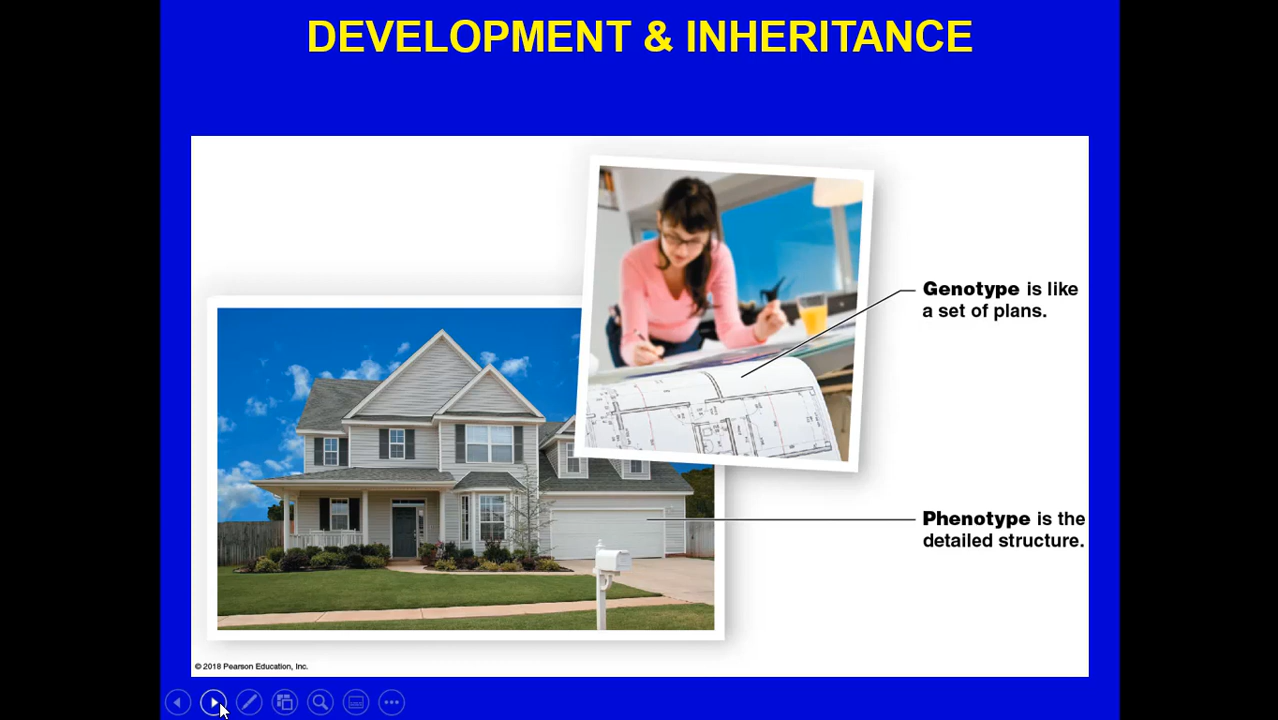 DEVELOPMENT & INHERITANCE
Genotype is like
a set of plans.
Phenotype is the
detailed structure.
© 2018 Pearson Education, Inc.